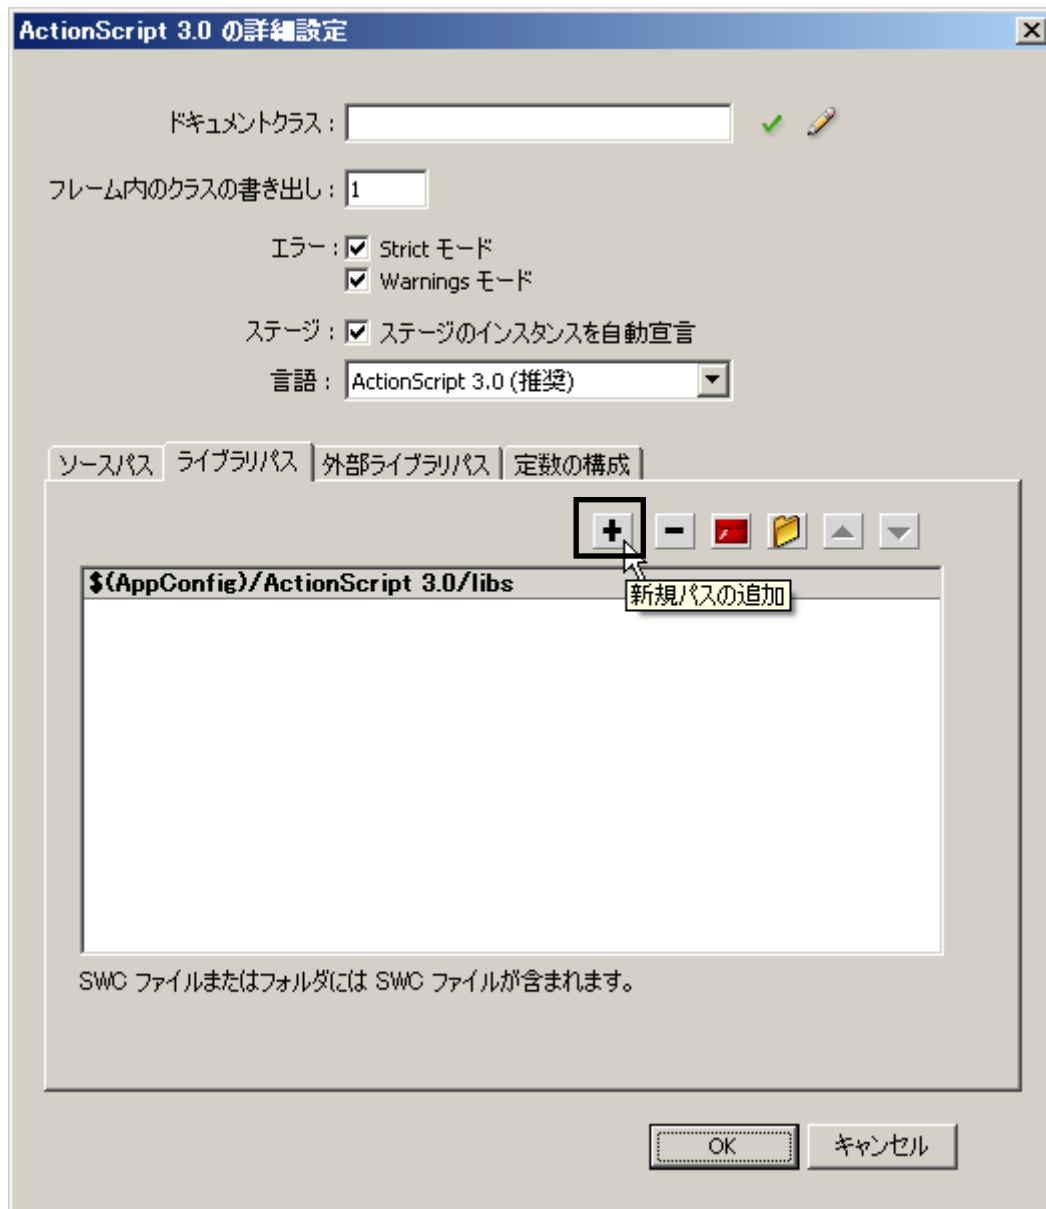 ActionScript 3.0 の詳細設定
ドキュメントクラス :
フレーム内のクラスの書き出し : 1
エラー : Strict モード
Warnings モード
ステージ : ステージのインスタンスを自動宣言
言語 : ActionScript 3.0 (推奨)
ソースパス ライブラリパス 外部ライブラリパス 定数の構成
$(AppConfig)/ActionScript 3.0/libs
新規パスの追加
SWC ファイルまたはフォルダには SWC ファイルが含まれます。
OK キャンセル